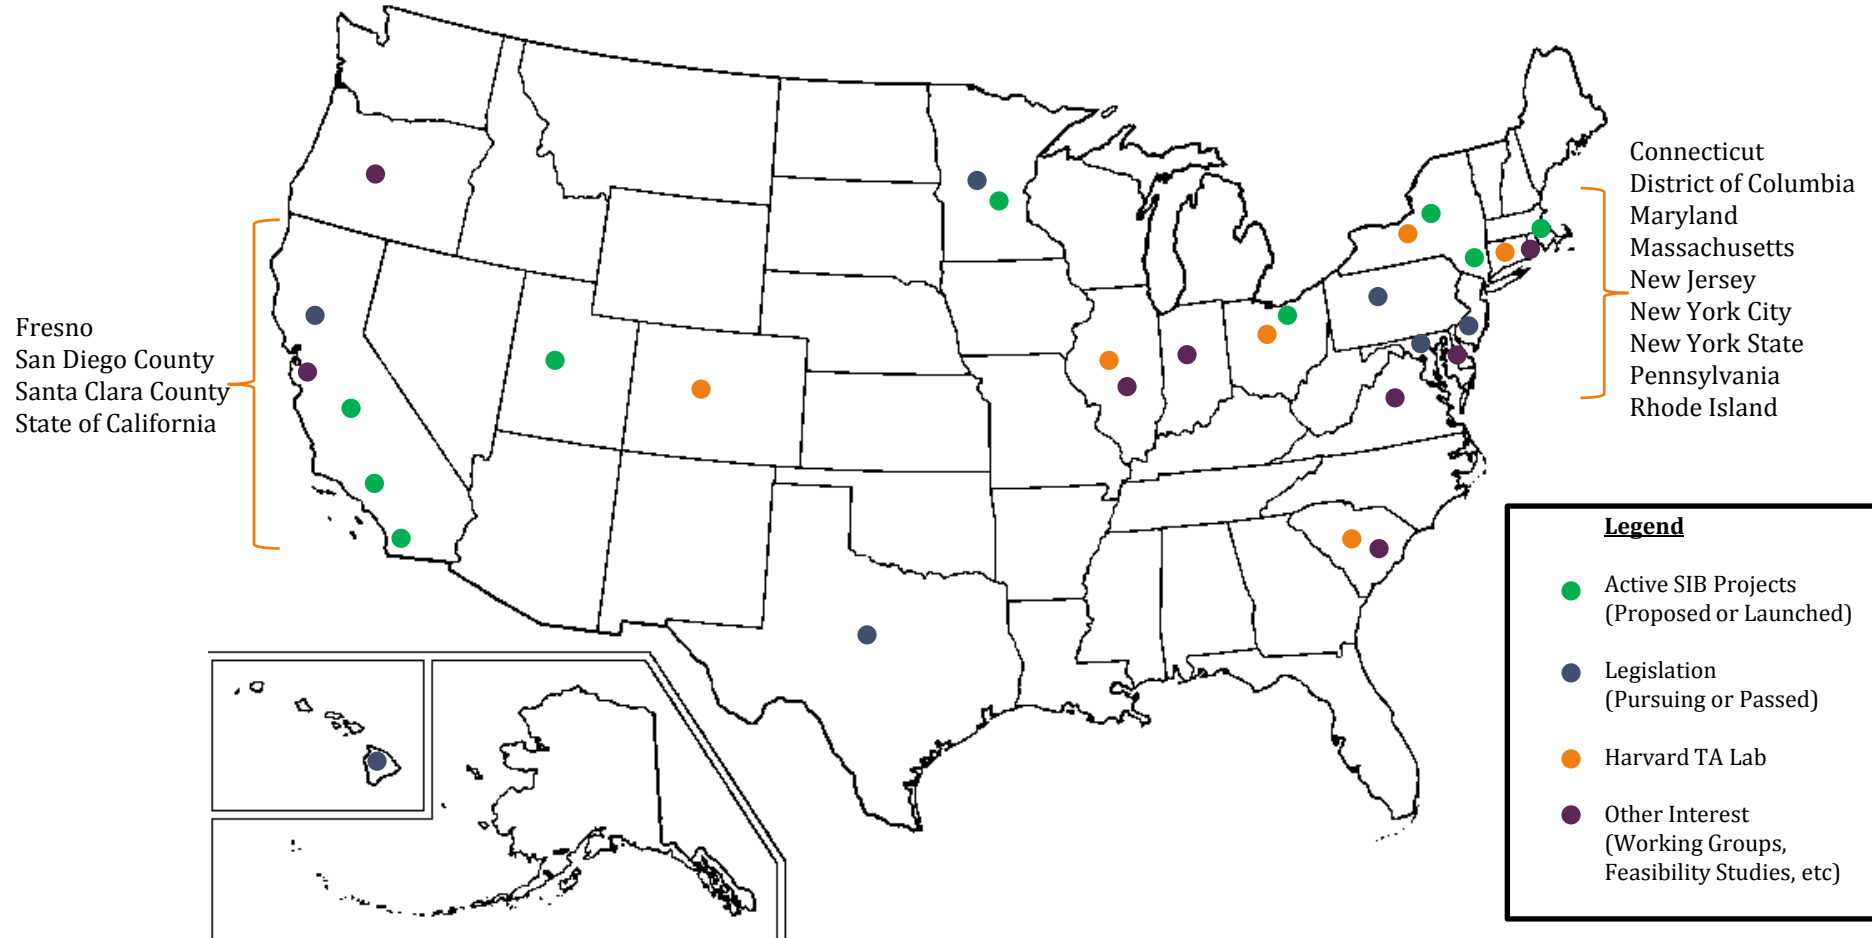 Fresno
San Diego County
Santa Clara County
State of California
Connecticut
District of Columbia
Maryland
Massachusetts
New Jersey
New York City
New York State
Pennsylvania
Rhode Island
Legend
Active SIB Projects
(Proposed or Launched)
Legislation
(Pursuing or Passed)
Harvard TA Lab
Other Interest
(Working Groups,
Feasibility Studies, etc)